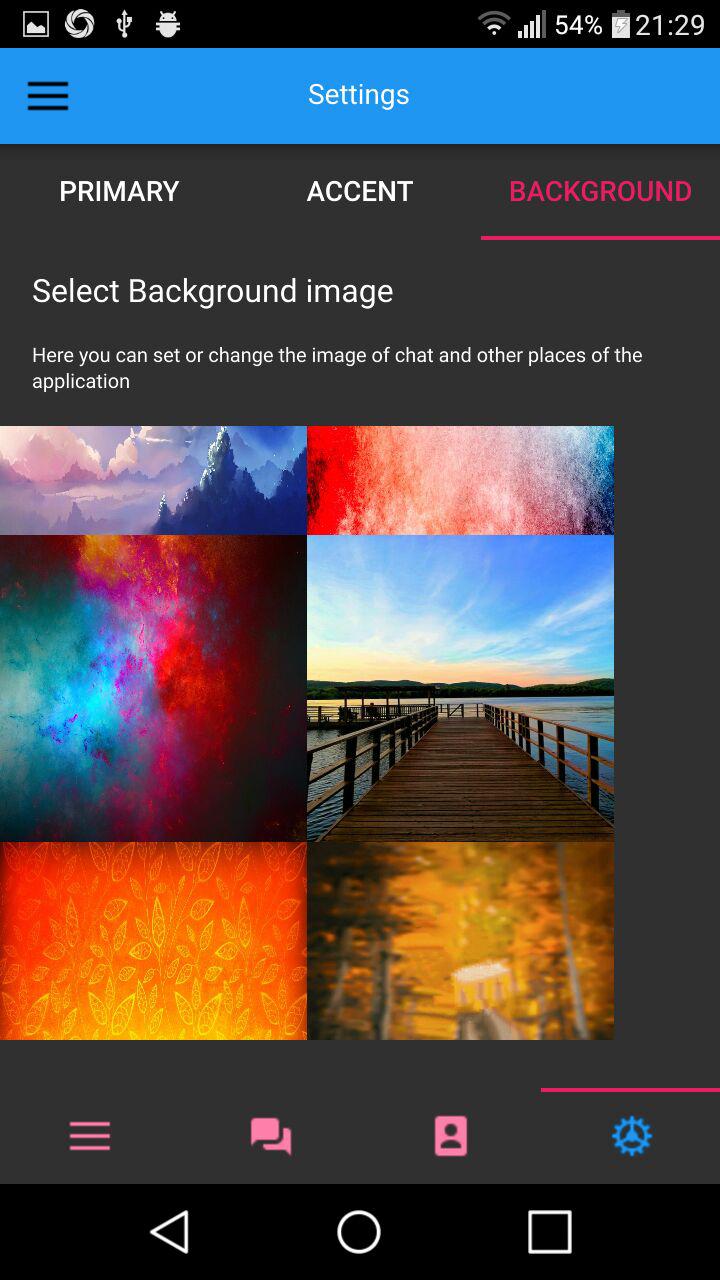 54% 21:29
Settings
PRIMARY ACCENT BACKGROUND
Select Background image
Here you can set or change the image of chat and other places of the
application